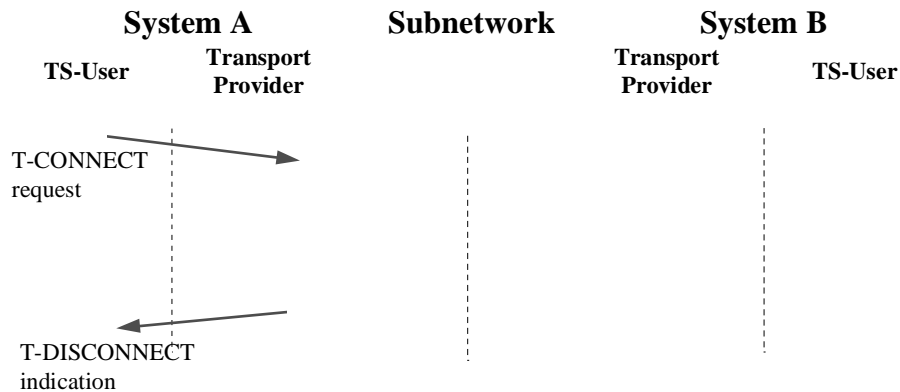 System A Subnetwork System B
TS-User Transport Provider Transport Provider TS-User
T-CONNECT
request
T-DISCONNECT
indication